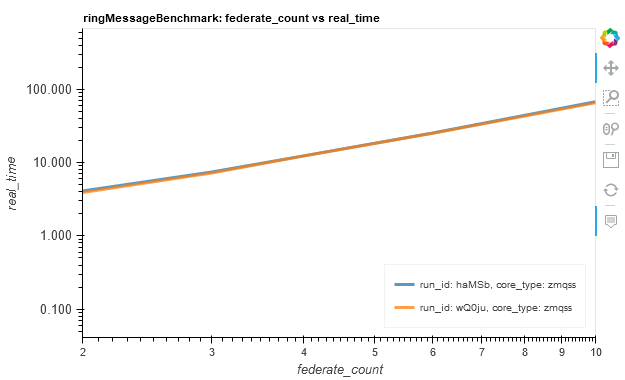 ringMessageBenchmark: federate_count vs real_time
100.000
10.000
1.000
0.100
real_time
run_id: haMSb, core_type: zmqss
run_id: wQ0ju, core_type: zmqss
2
3
4
5
6
7
8
9
10
federate_count